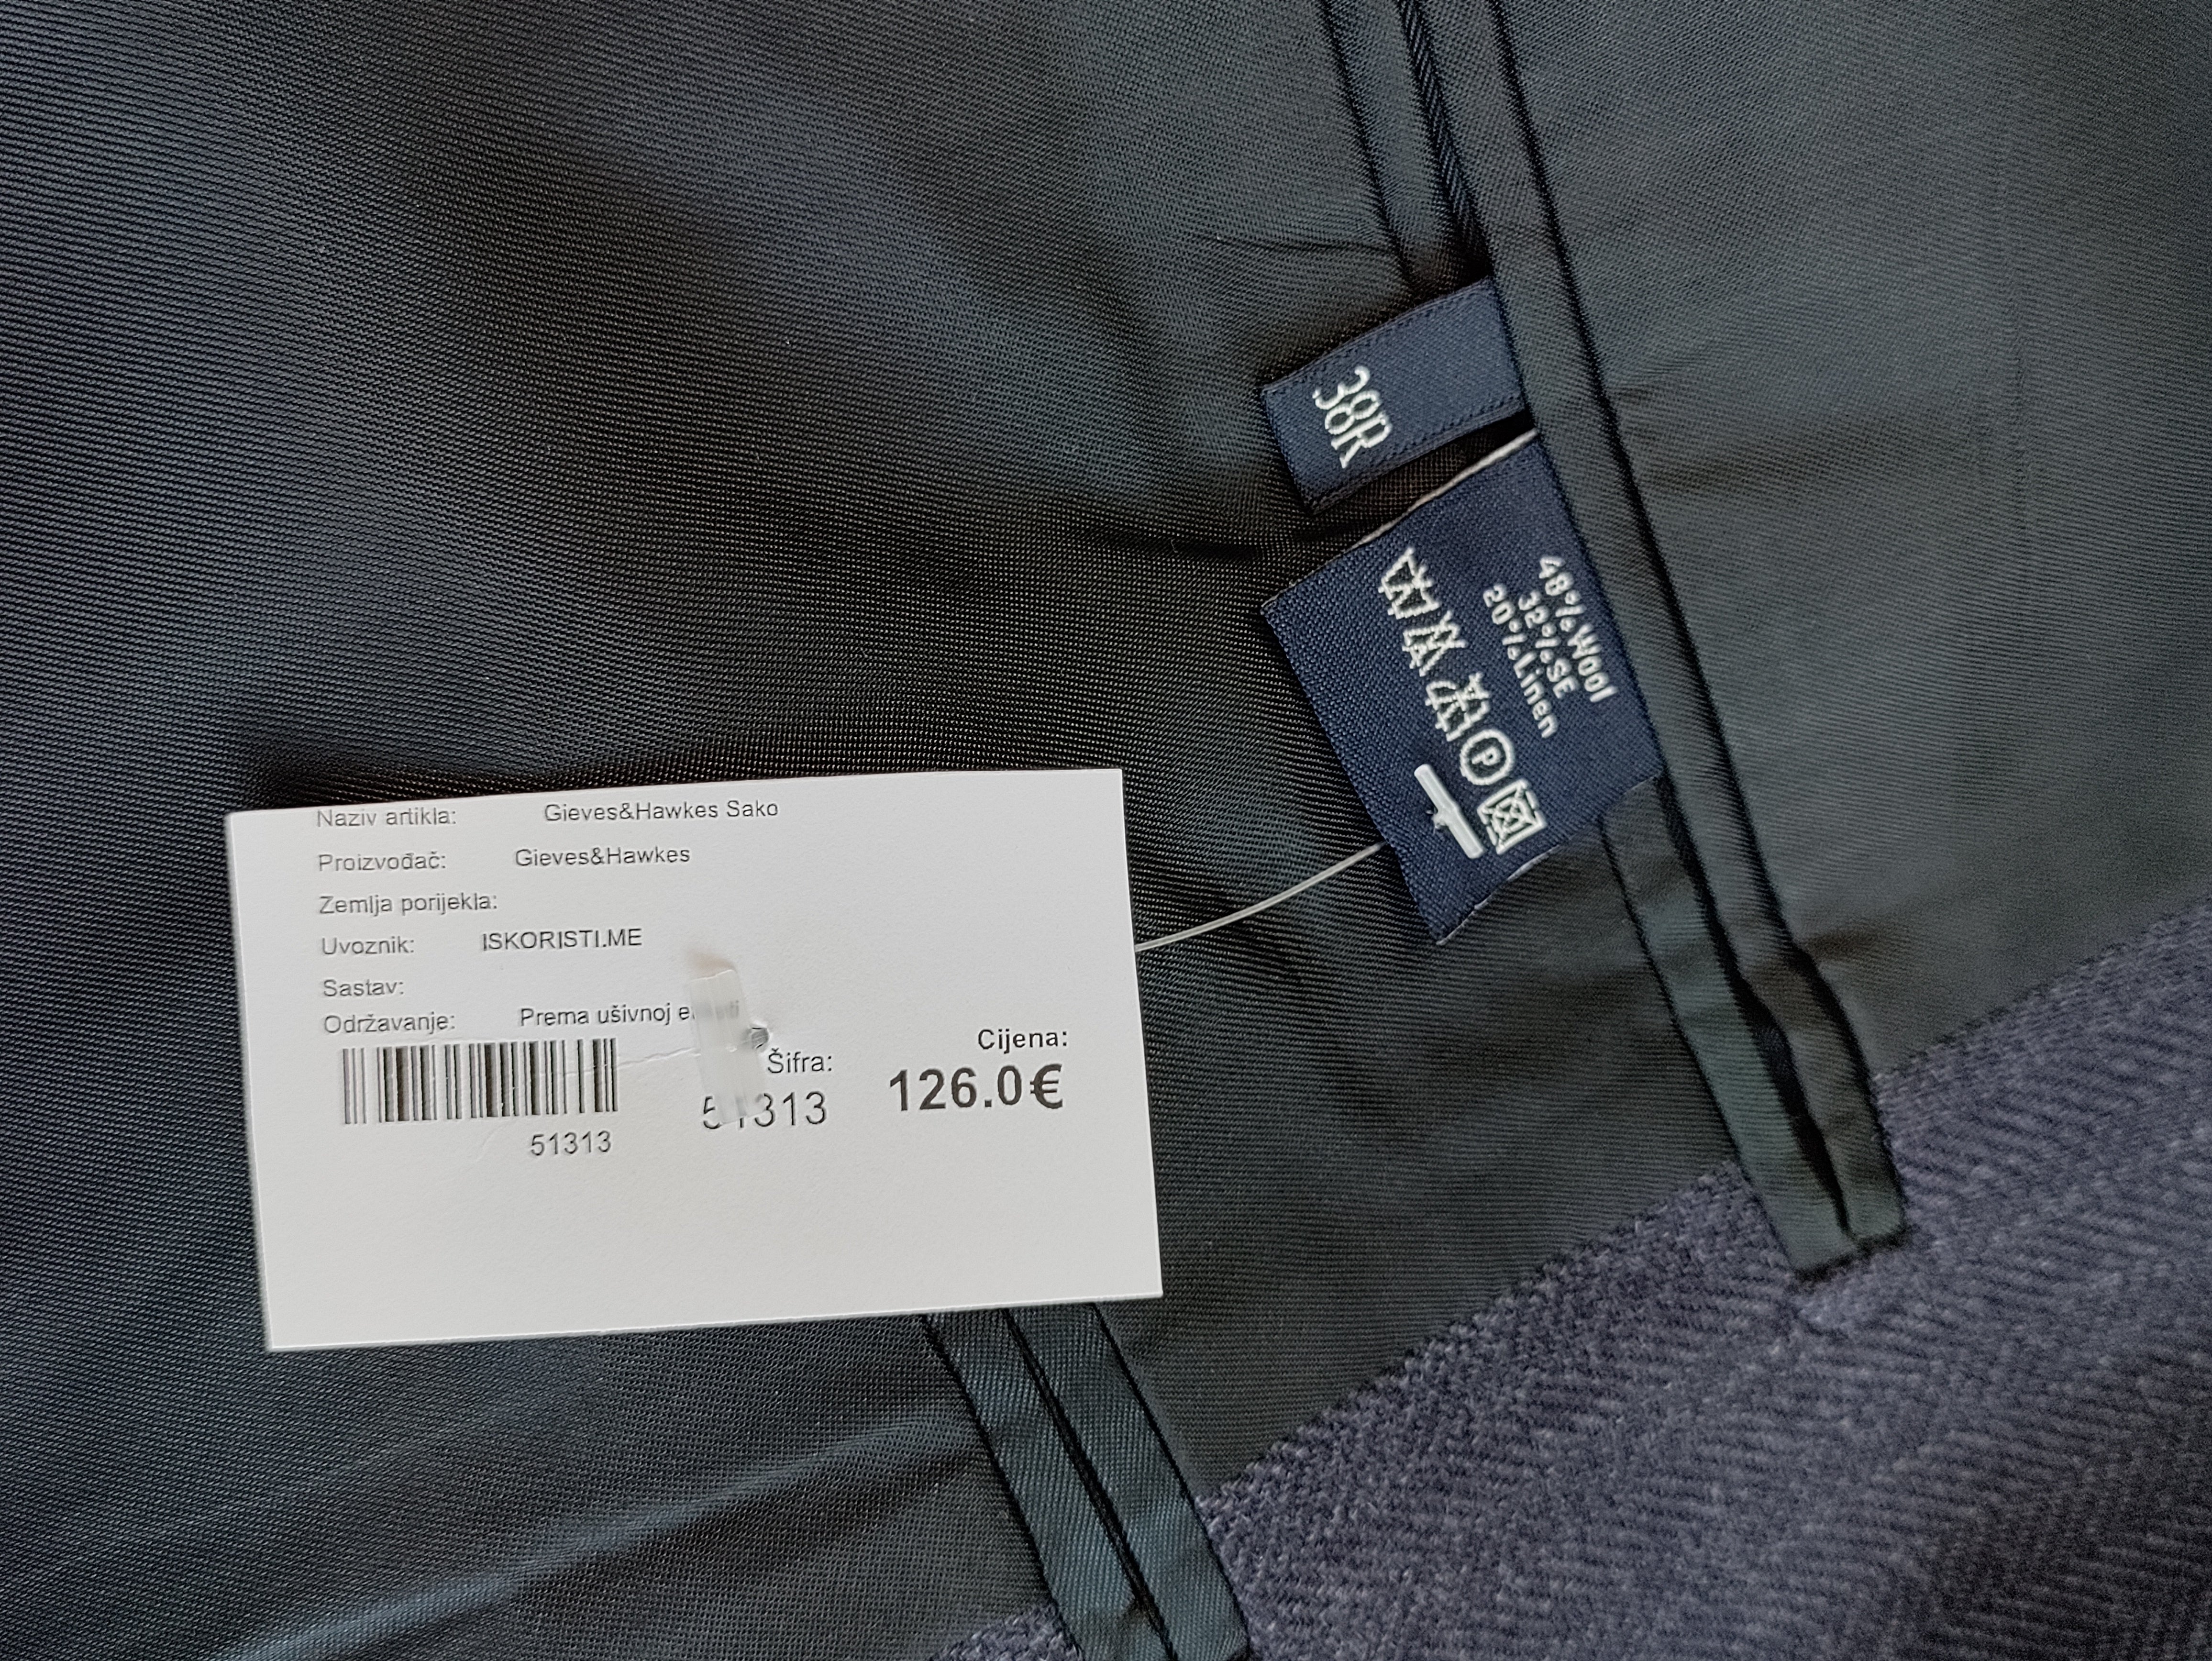 38R
48% Wool
32% SE
20% Linen
P
Naziv artikla: Gieves&Hawkes Sako
Proizvođač: Gieves&Hawkes
Zemlja porijekla:
Uvoznik: ISKORISTI.ME
Sastav:
Održavanje: Prema ušivnoj
51313
Šifra:
51313
Cijena:
126.0€